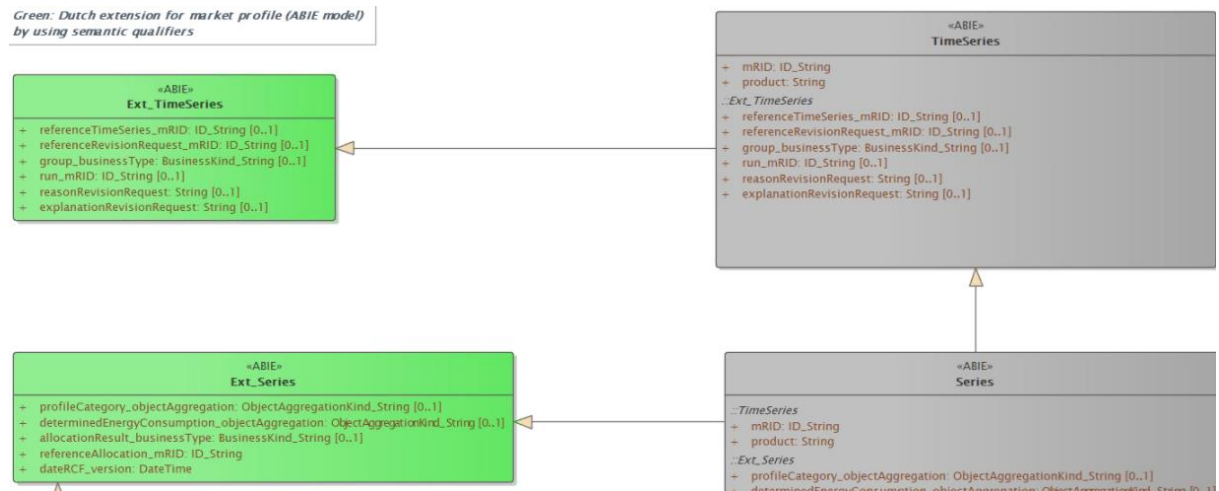 Green: Dutch extension for market profile (ABIE model)
by using semantic qualifiers
«ABIE»
Ext_TimeSeries
+ referenceTimeSeries_mRID: ID_String [0..1]
+ referenceRevisionRequest_mRID: ID_String [0..1]
+ group_businessType: BusinessKind_String [0..1]
+ run_mRID: ID_String [0..1]
+ reasonRevisionRequest: String [0..1]
+ explanationRevisionRequest: String [0..1]
«ABIE»
TimeSeries
+ mRID: ID_String
+ product: String
::Ext_TimeSeries
+ referenceTimeSeries_mRID: ID_String [0..1]
+ referenceRevisionRequest_mRID: ID_String [0..1]
+ group_businessType: BusinessKind_String [0..1]
+ run_mRID: ID_String [0..1]
+ reasonRevisionRequest: String [0..1]
+ explanationRevisionRequest: String [0..1]
«ABIE»
Ext_Series
+ profileCategory_objectAggregation: ObjectAggregationKind_String [0..1]
+ determinedEnergyConsumption_objectAggregation: ObjectAggregationKind_String [0..1]
+ allocationResult_businessType: BusinessKind_String [0..1]
+ referenceAllocation_mRID: ID_String
+ dateRCF_version: DateTime
«ABIE»
Series
::TimeSeries
+ mRID: ID_String
+ product: String
::Ext_Series
+ profileCategory_objectAggregation: ObjectAggregationKind_String [0..1]
+ determinedEnergyConsumption_objectAggregation: ObjectAggregationKind_String [0..1]